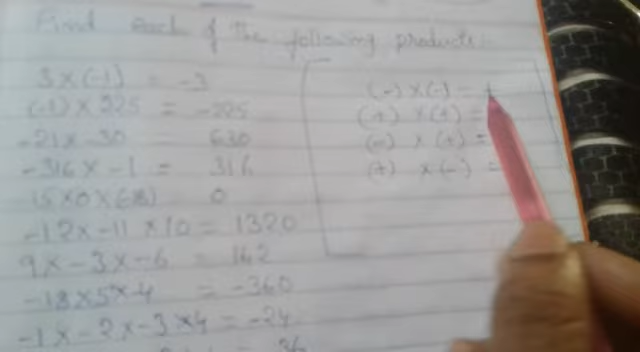 Find each of the following products:-
3 × (-1) = -3
(-1) × 225 = -225
-21 × -30 = 630
-316 × -1 = 316
15 × 0 × (-18) 0
-12 × -11 × 10 = 1320
9 × -3 × -6 = 162
-18 × 5 × -4 = -360
-1 × -2 × -3 × 4 = -24
36
(-) × (-) = +
(+) × (+) =
(-) × (+) =
(+) × (-) =